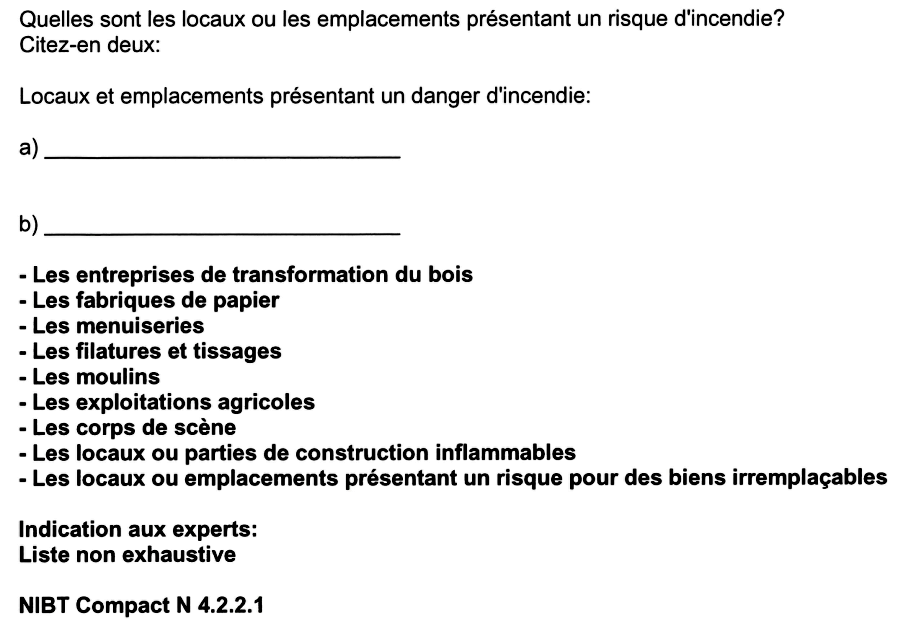 Quelles sont les locaux ou les emplacements présentant un risque d'incendie?
Citez-en deux:
Locaux et emplacements présentant un danger d'incendie:
a) ______________________________
b) ______________________________
- Les entreprises de transformation du bois
- Les fabriques de papier
- Les menuiseries
- Les filatures et tissages
- Les moulins
- Les exploitations agricoles
- Les corps de scène
- Les locaux ou parties de construction inflammables
- Les locaux ou emplacements présentant un risque pour des biens irremplaçables
Indication aux experts:
Liste non exhaustive
NIBT Compact N 4.2.2.1